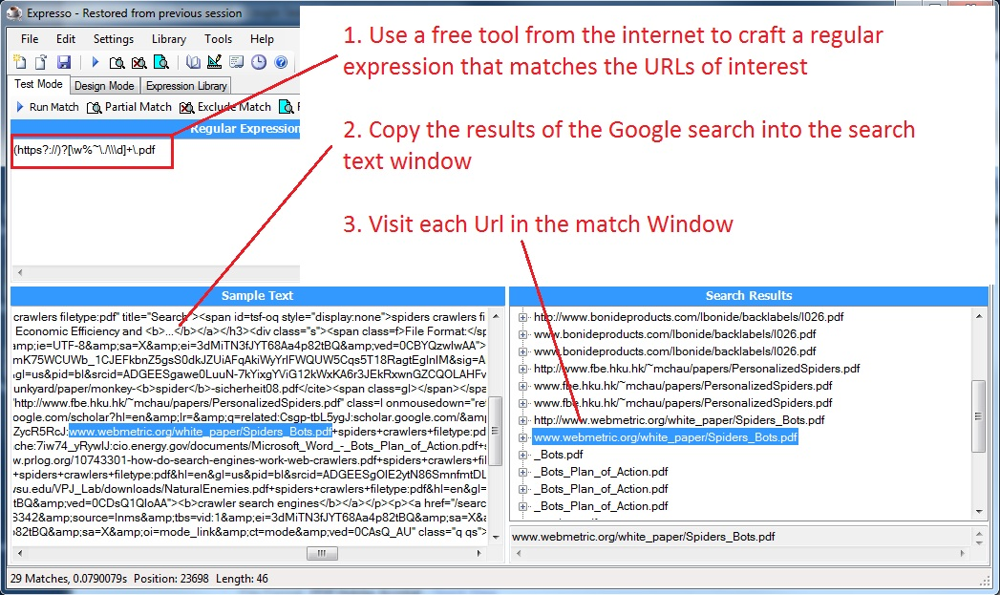 Expresso - Restored from previous session
File Edit Settings Library Tools Help
Test Mode Design Mode Expression Library
Run Match Partial Match Exclude Match
Regular Expression
(https?://)?[\w%~\./\\\d]+\.pdf
1. Use a free tool from the internet to craft a regular
expression that matches the URLs of interest
2. Copy the results of the Google search into the search
text window
3. Visit each Url in the match Window
Sample Text
crawlers filetype:pdf" title="Search"><span id=tsf-oq style="display:none">spiders crawlers fi
Economic Efficiency and <b>...</b></a></h3><div class="s"><span class=f>File Format:</sp
amp;ie=UTF-8&amp;sa=X&amp;ei=3dMiTN3fJYT68Aa4p82tBQ&amp;ved=0CBYQzwIwAA">
mK75WCUWb_1CJEFkbnZ5gsS0dkJZUiAFqAkiWyYrlFWQUW5Cqs5T18RagtEgInIM&sig=A
gl=us&pid=bl&srcid=ADGEESgawe0LuuN-7kYixgYViG12kWxKA6r3JEkRxwnGZCQOLAHFv
unkyard/paper/monkey-<b>spider</b>-sicherheit08.pdf</cite><span class=gl></span></spa
"http://www.fbe.hku.hk/~mchau/papers/PersonalizedSpiders.pdf" class=l onmousedown="ret
oogle.com/scholar?hl=en&amp;lr=&amp;q=related:Csgp-tbL5ygJ:scholar.google.com/&amp
ZycR5RcJ:www.webmetric.org/white_paper/Spiders_Bots.pdf+spiders+crawlers+filetype:pd
che:7iw74_yRywIJ:cio.energy.gov/documents/Microsoft_Word_-_Bots_Plan_of_Action.pdf+s
w.prlog.org/10743301-how-do-search-engines-work-web-crawlers.pdf+spiders+crawlers+fil
+spiders+crawlers+filetype:pdf&hl=en&gl=us&pid=bl&srcid=ADGEESgOIE2ytN86SmnfmtDL
vsu.edu/VPJ_Lab/downloads/NaturalEnemies.pdf+spiders+crawlers+filetype:pdf&hl=en&gl
tBQ&amp;ved=0CDsQ1QIoAA"><b>crawler search engines</b></a></p><p><a href="/searc
S342&amp;source=lnms&amp;tbs=vid:1&amp;ei=3dMiTN3fJYT68Aa4p82tBQ&amp;sa=X&a
p82tBQ&amp;sa=X&amp;oi=mode_link&amp;ct=mode&amp;ved=0CAsQ_AU" class="q qs">
Search Results
http://www.bonideproducts.com/lbonide/backlabels/l026.pdf
www.bonideproducts.com/lbonide/backlabels/l026.pdf
www.bonideproducts.com/lbonide/backlabels/l026.pdf
http://www.fbe.hku.hk/~mchau/papers/PersonalizedSpiders.pdf
www.fbe.hku.hk/~mchau/papers/PersonalizedSpiders.pdf
www.fbe.hku.hk/~mchau/papers/PersonalizedSpiders.pdf
http://www.webmetric.org/white_paper/Spiders_Bots.pdf
www.webmetric.org/white_paper/Spiders_Bots.pdf
_Bots.pdf
_Bots_Plan_of_Action.pdf
_Bots_Plan_of_Action.pdf
_Bots_Plan_of_Action.pdf
www.webmetric.org/white_paper/Spiders_Bots.pdf
29 Matches, 0.0790079s Position: 23698 Length: 46